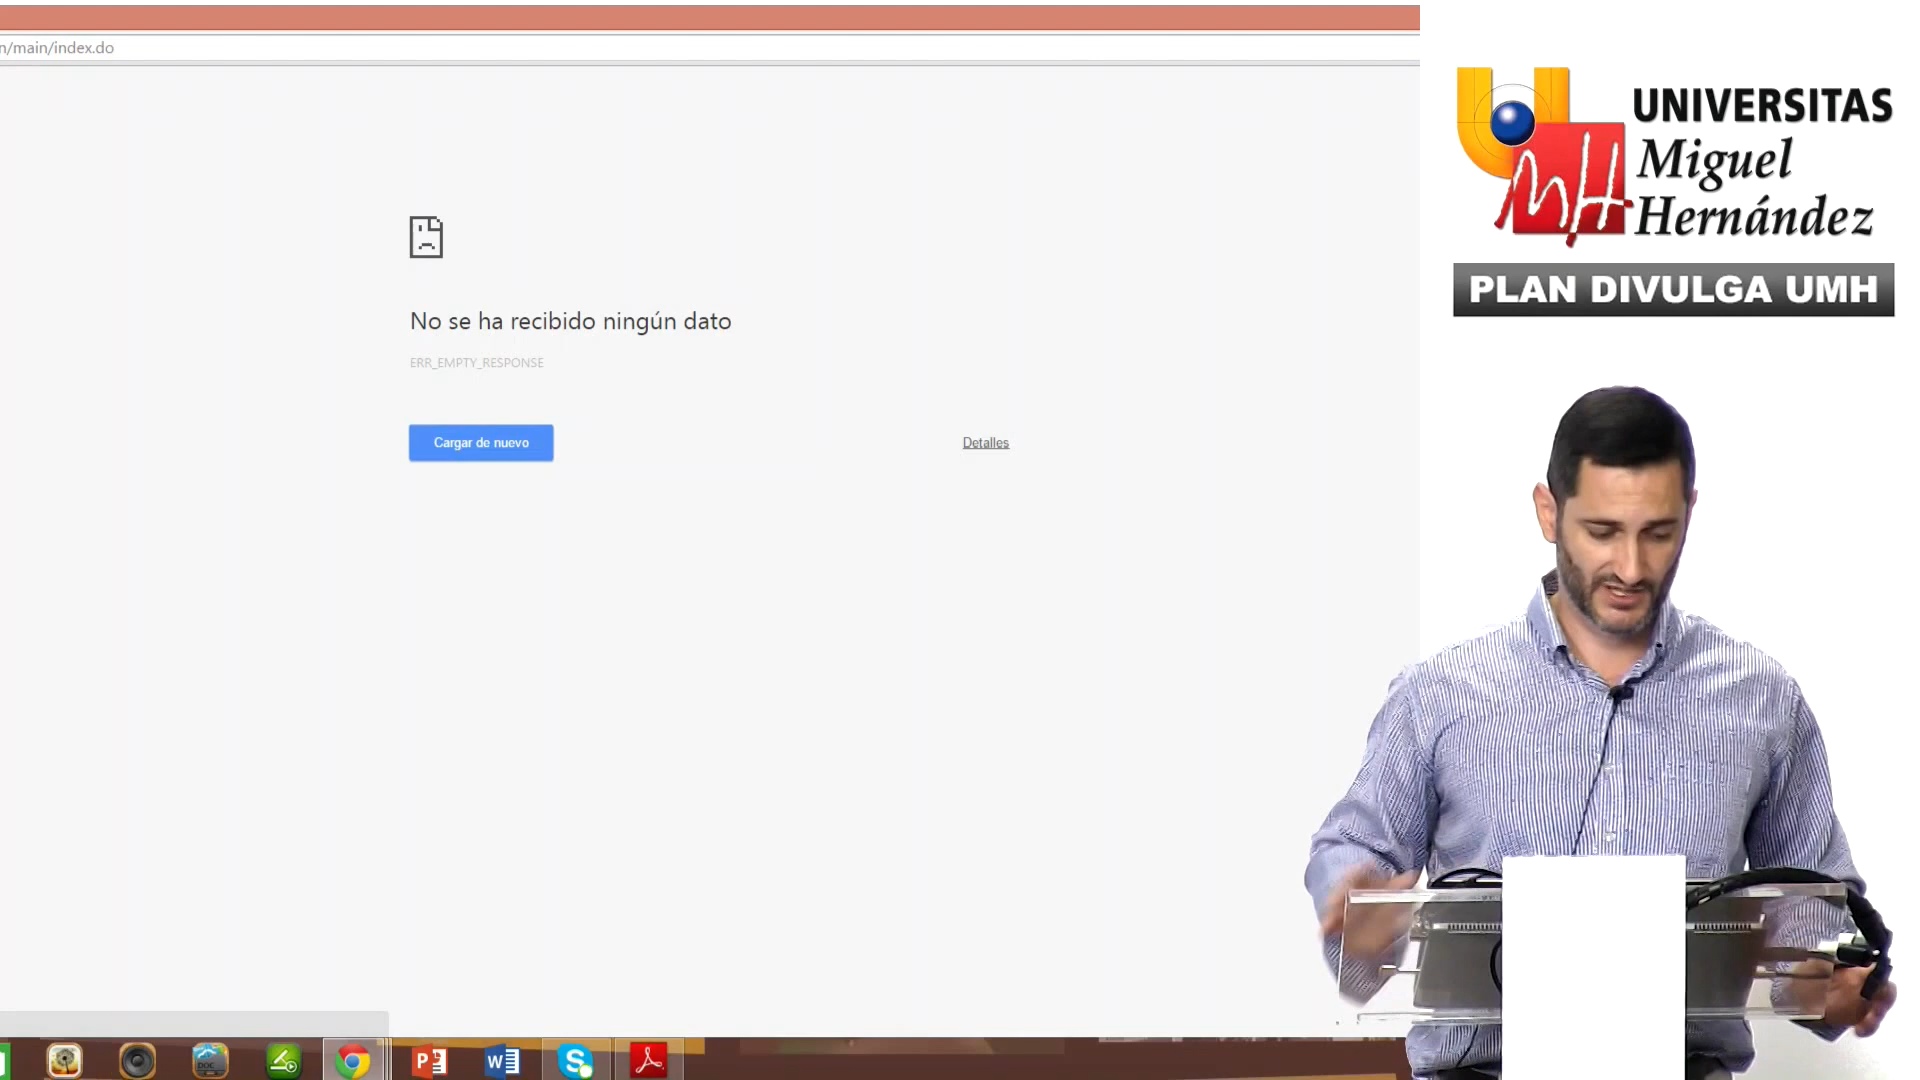 n/main/index.do
No se ha recibido ningún dato
ERR_EMPTY_RESPONSE
Cargar de nuevo
Detalles
UNIVERSITAS
Miguel
Hernández
PLAN DIVULGA UMH